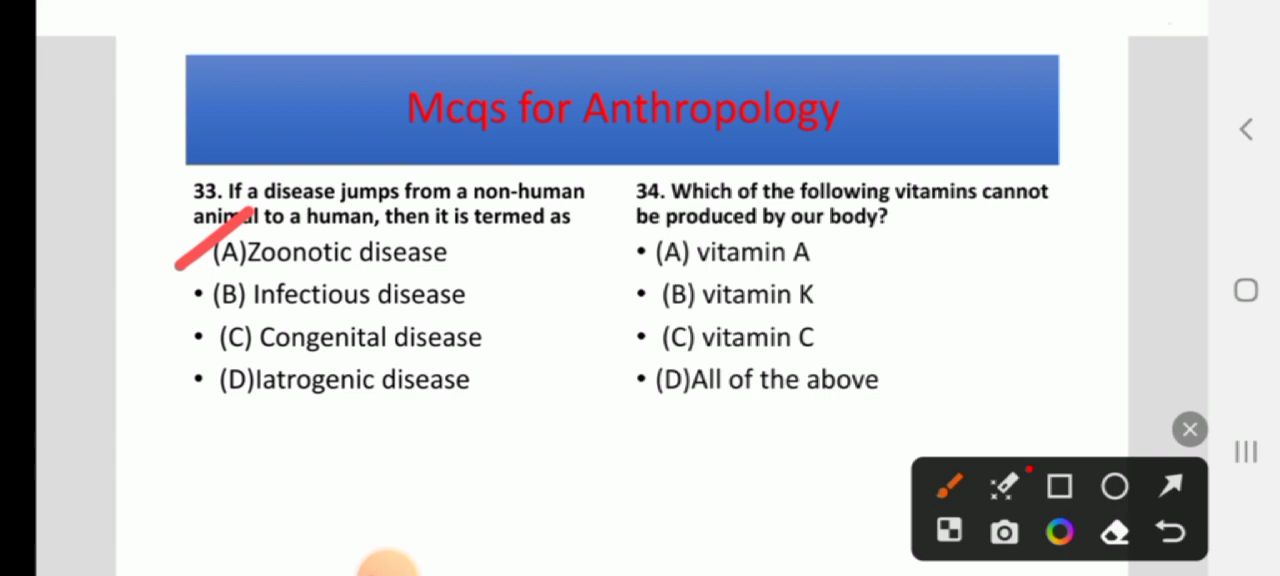 Mcqs for Anthropology
33. If a disease jumps from a non-human
animal to a human, then it is termed as
(A)Zoonotic disease
• (B) Infectious disease
• (C) Congenital disease
• (D)Iatrogenic disease
34. Which of the following vitamins cannot
be produced by our body?
• (A) vitamin A
• (B) vitamin K
• (C) vitamin C
• (D)All of the above